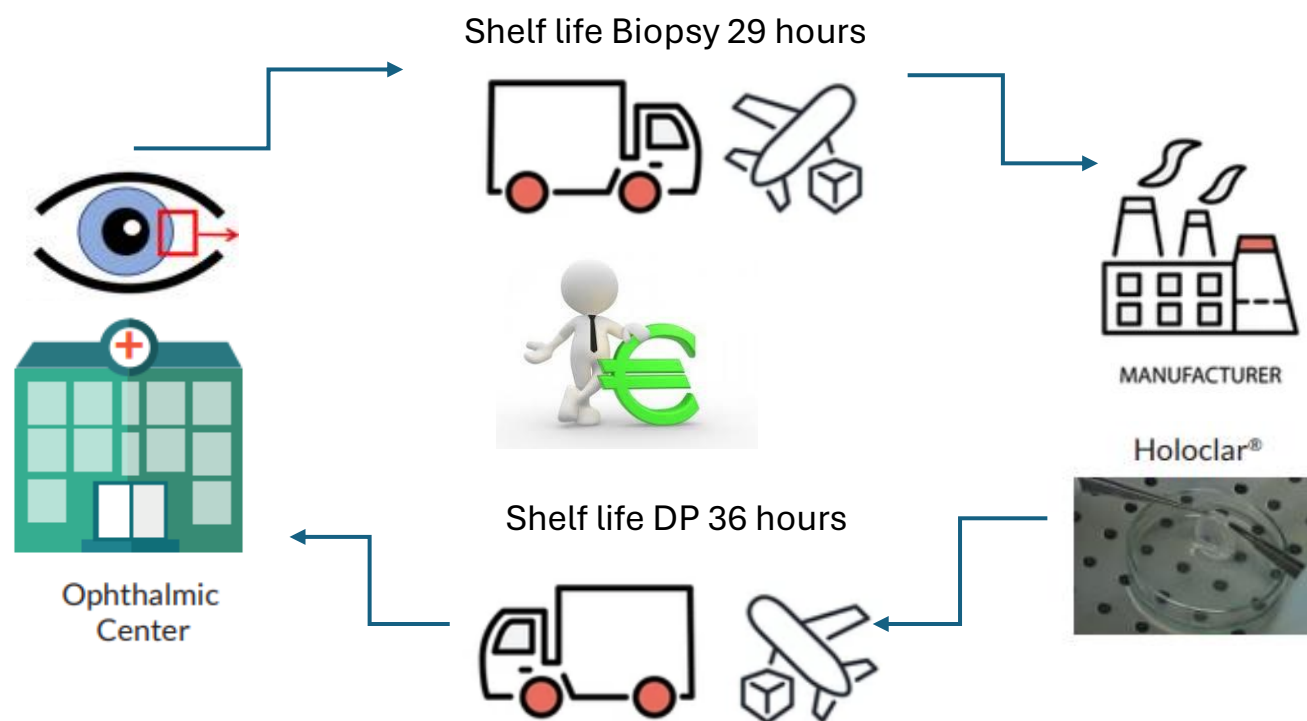 Shelf life Biopsy 29 hours
MANUFACTURER
Holoclar®
Shelf life DP 36 hours
Ophthalmic
Center